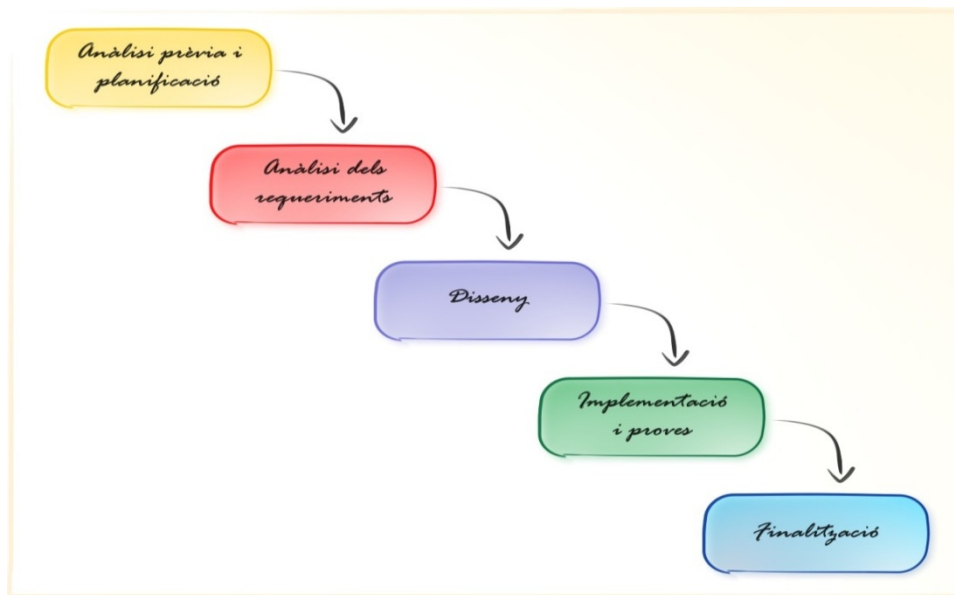 Anàlisi prèvia i
planificació
Anàlisi dels
requeriments
Disseny
Implementació
i proves
Finalització